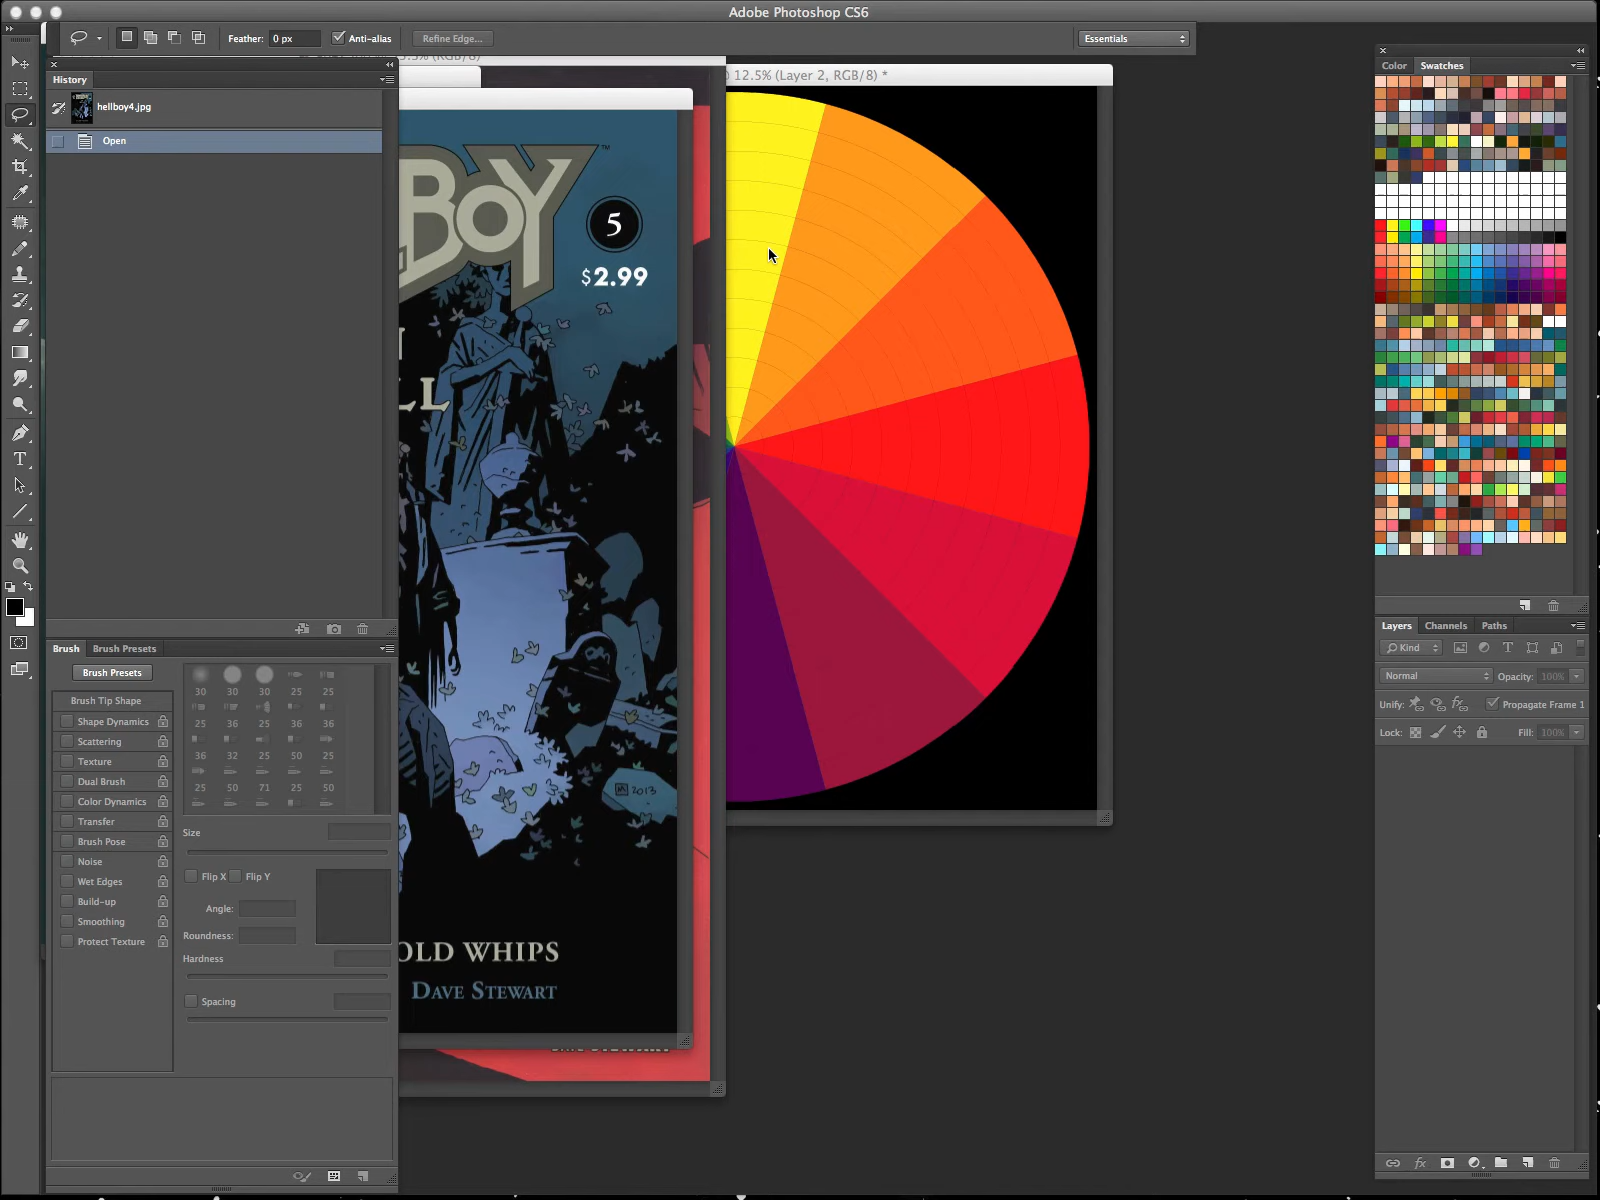 Adobe Photoshop CS6
Feather: 0 px
Anti-alias
Refine Edge...
Essentials
(RGB/8)
12.5% (Layer 2, RGB/8) *
History
hellboy4.jpg
Open
Color
Swatches
BOY
™
5
$2.99
LL
2013
OLD WHIPS
DAVE STEWART
Brush
Brush Presets
Brush Presets
Brush Tip Shape
Shape Dynamics
Scattering
Texture
Dual Brush
Color Dynamics
Transfer
Brush Pose
Noise
Wet Edges
Build-up
Smoothing
Protect Texture
30 30 30 25 25
25 36 25 36 36
36 32 25 50 25
25 50 71 25 50
Size
Flip X
Flip Y
Angle:
Roundness:
Hardness
Spacing
Layers
Channels
Paths
Kind
Normal
Opacity: 100%
Unify:
Propagate Frame 1
Lock:
Fill: 100%